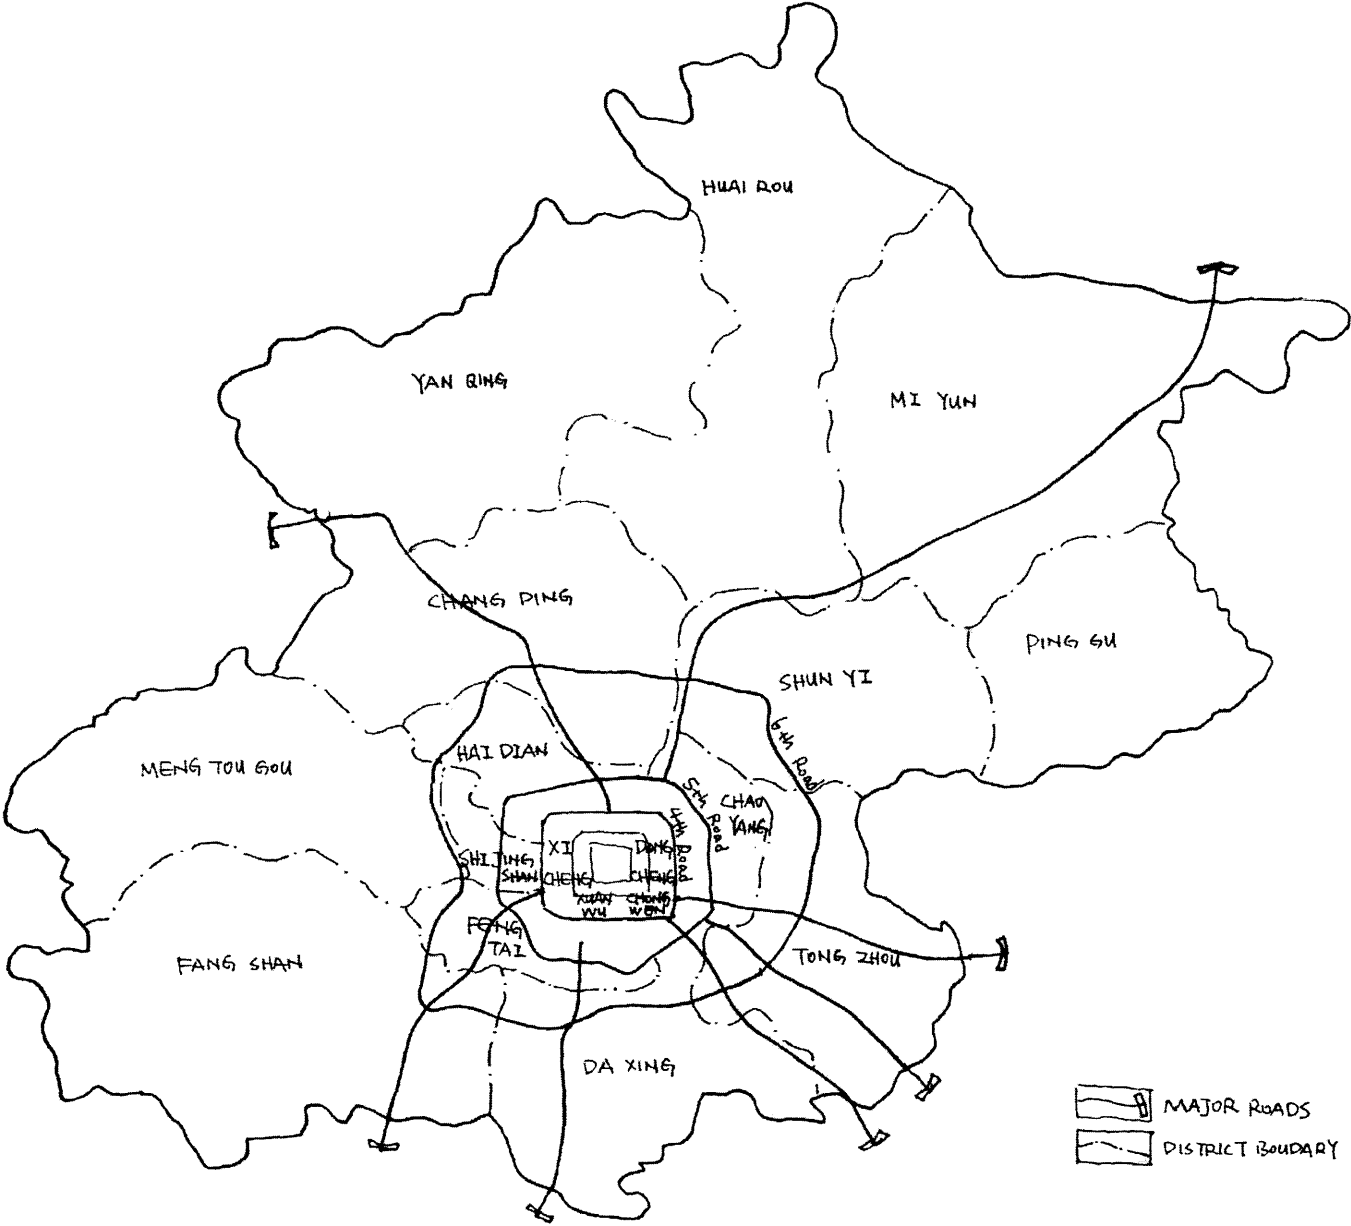 HUAI ROU
YAN QING
MI YUN
CHANG PING
PING GU
SHUN YI
6th Road
MENG TOU GOU
HAI DIAN
5th Road
CHAO
YANG
4th Road
XI
CHENG
DONG
CHENG
SHI JING
SHAN
XUAN
WU
CHONG
WEN
FENG
TAI
FANG SHAN
TONG ZHOU
DA XING
MAJOR ROADS
DISTRICT BOUDARY